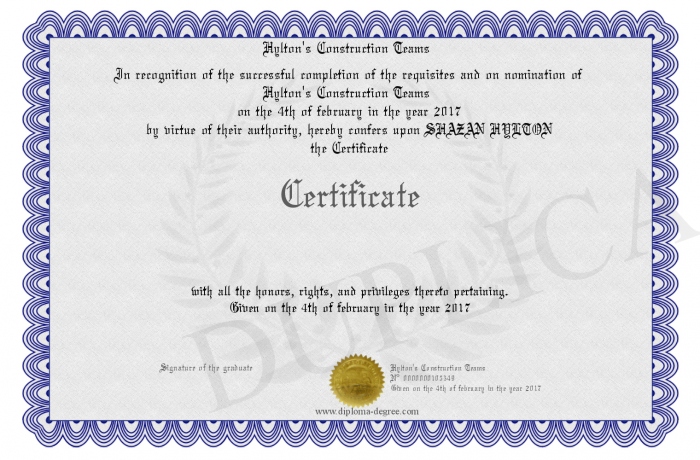 Hylton's Construction Teams
In recognition of the successful completion of the requisites and on nomination of
Hylton's Construction Teams
on the 4th of february in the year 2017
by virtue of their authority, hereby confers upon SHAZAN HYLTON
the Certificate
Certificate
DUPLICA
with all the honors, rights, and privileges thereto pertaining.
Given on the 4th of february in the year 2017
Signature of the graduate
Hylton's Construction Teams
Given on the 4th of february in the year 2017
www.diploma-degree.com